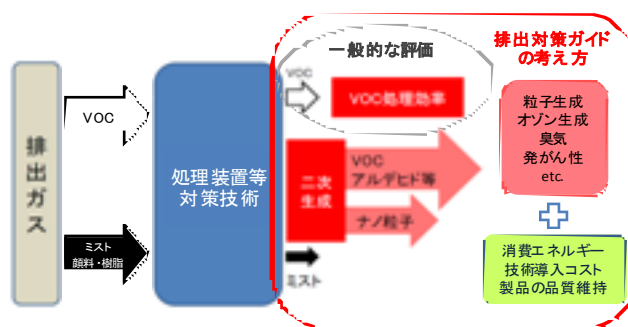 排出ガス
VOC
ミスト
顔料・樹脂
処理装置等
対策技術
一般的な評価
VOC
VOC処理効率
二次
生成
VOC
アルデヒド等
ナノ粒子
ミスト
排出対策ガイド
の考え方
粒子生成
オゾン生成
臭気
発がん性
etc.
消費エネルギー
技術導入コスト
製品の品質維持